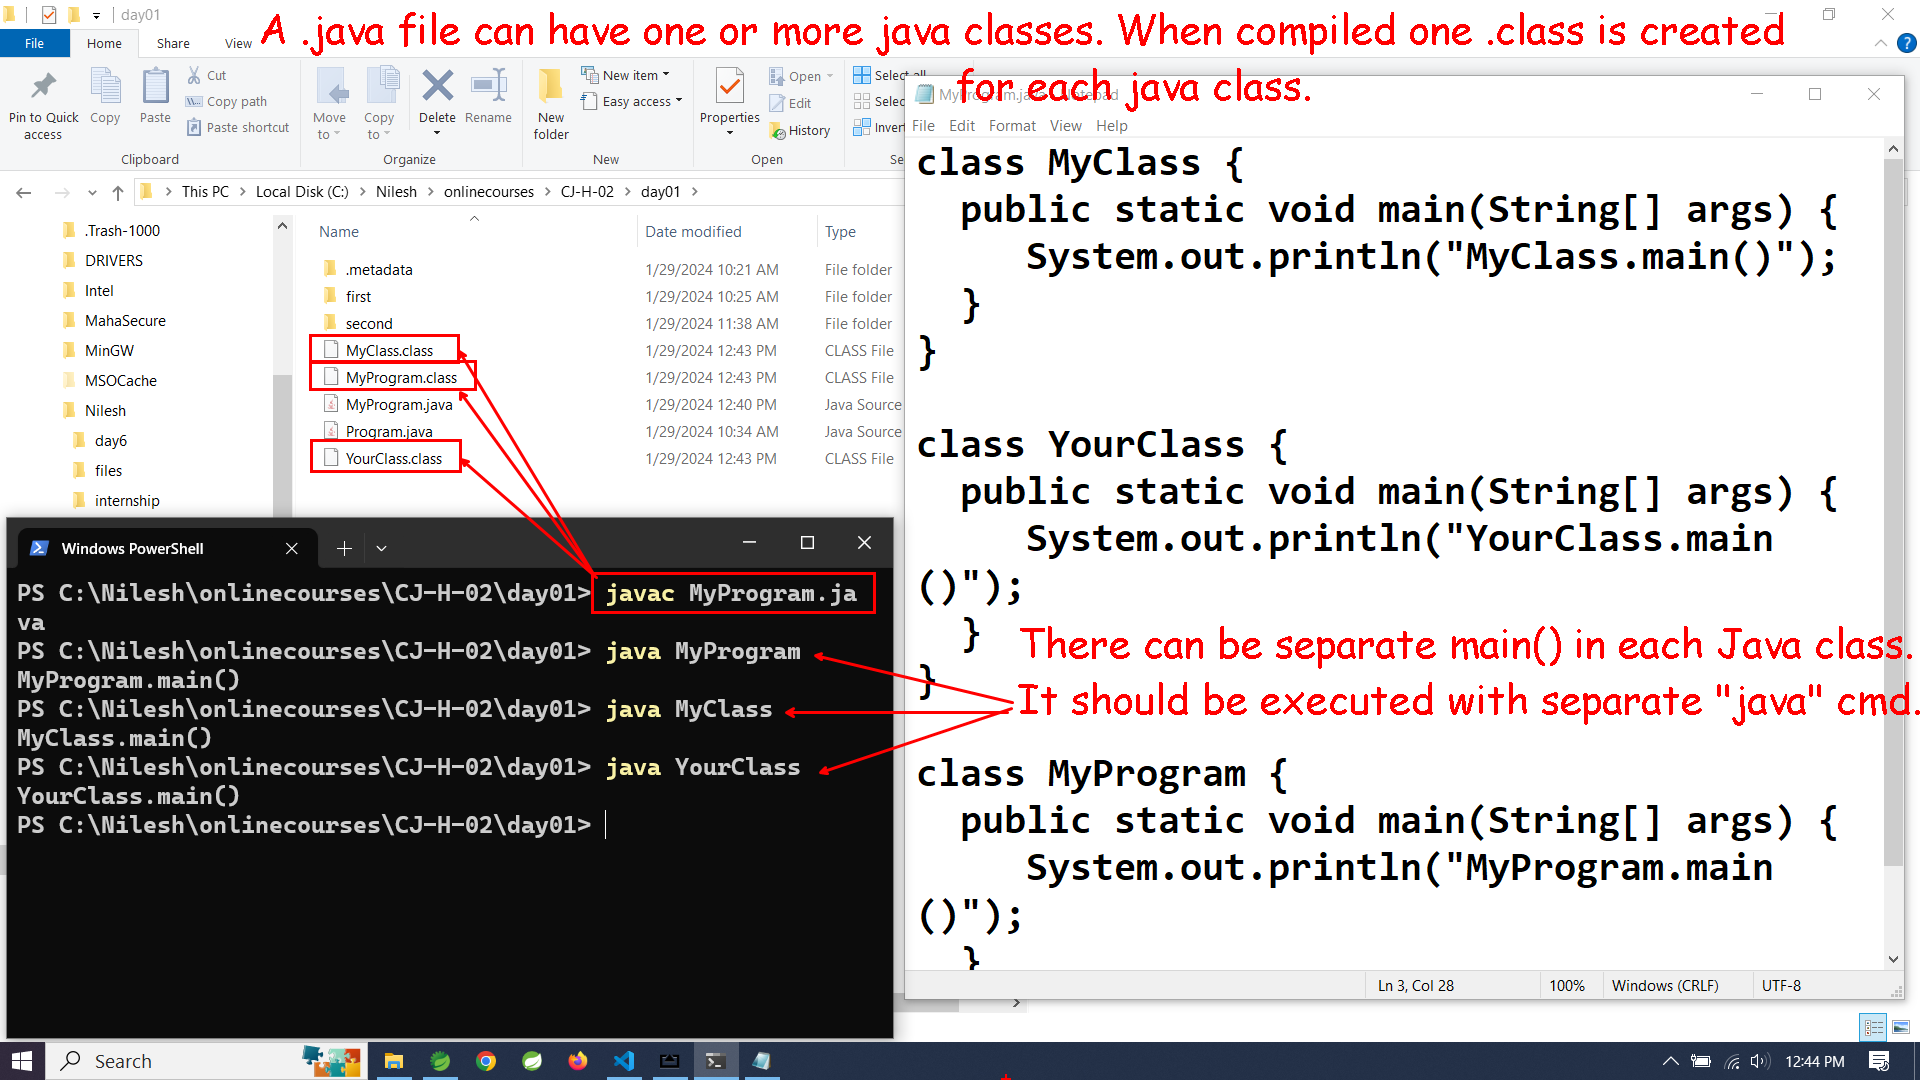 day01
A .java file can have one or more java classes. When compiled one .class is created
for each java class.
File
Home
Share
View
Pin to Quick
access
Copy
Paste
Cut
Copy path
Paste shortcut
Clipboard
Move
to
Copy
to
Delete
Rename
Organize
New
folder
New item
Easy access
New
Properties
Open
Edit
History
Open
Select all
Selec
Invert
Se
This PC
Local Disk (C:)
Nilesh
onlinecourses
CJ-H-02
day01
.Trash-1000
DRIVERS
Intel
MahaSecure
MinGW
MSOCache
Nilesh
day6
files
internship
Name Date modified Type
.metadata 1/29/2024 10:21 AM File folder
first 1/29/2024 10:25 AM File folder
second 1/29/2024 11:38 AM File folder
MyClass.class 1/29/2024 12:43 PM CLASS File
MyProgram.class 1/29/2024 12:43 PM CLASS File
MyProgram.java 1/29/2024 12:40 PM Java Source
Program.java 1/29/2024 10:34 AM Java Source
YourClass.class 1/29/2024 12:43 PM CLASS File
Windows PowerShell
PS C:\Nilesh\onlinecourses\CJ-H-02\day01> javac MyProgram.ja
va
PS C:\Nilesh\onlinecourses\CJ-H-02\day01> java MyProgram
MyProgram.main()
PS C:\Nilesh\onlinecourses\CJ-H-02\day01> java MyClass
MyClass.main()
PS C:\Nilesh\onlinecourses\CJ-H-02\day01> java YourClass
YourClass.main()
PS C:\Nilesh\onlinecourses\CJ-H-02\day01>
MyProgram.java - Notepad
File Edit Format View Help
class MyClass {
public static void main(String[] args) {
System.out.println("MyClass.main()");
}
}
class YourClass {
public static void main(String[] args) {
System.out.println("YourClass.main
()");
}
}
There can be separate main() in each Java class.
It should be executed with separate "java" cmd.
class MyProgram {
public static void main(String[] args) {
System.out.println("MyProgram.main
()");
}
Ln 3, Col 28
100%
Windows (CRLF)
UTF-8
Search
12:44 PM